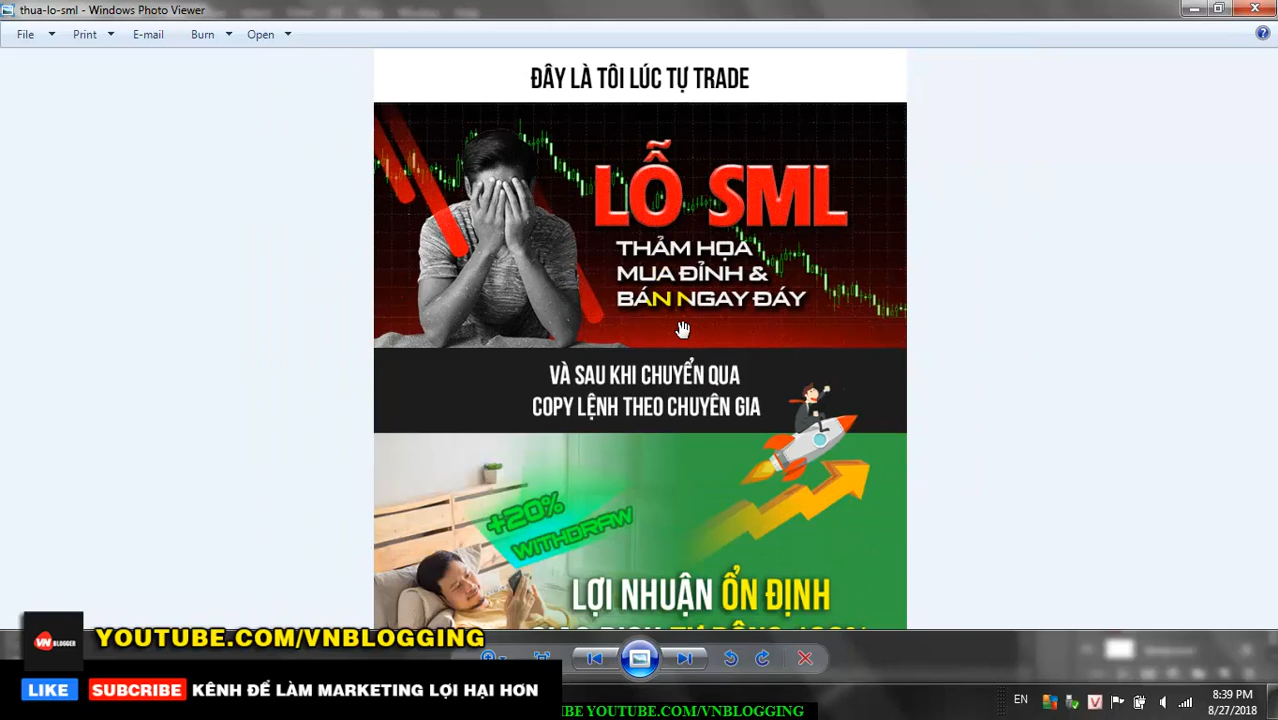 thua-lo-sml - Windows Photo Viewer
File Print E-mail Burn Open
ĐÂY LÀ TÔI LÚC TỰ TRADE
LỖ SML
THẢM HỌA
MUA ĐỈNH &
BÁN NGAY ĐÁY
VÀ SAU KHI CHUYỂN QUA
COPY LỆNH THEO CHUYÊN GIA
+20%
WITHDRAW
LỢI NHUẬN ỔN ĐỊNH
VN BLOGGER
YOUTUBE.COM/VNBLOGGING
LIKE SUBCRIBE KÊNH ĐỂ LÀM MARKETING LỢI HẠI HƠN
BE YOUTUBE.COM/VNBLOGGING
EN
8:39 PM
8/27/2018